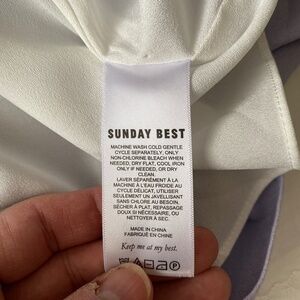 SUNDAY BEST
MACHINE WASH COLD GENTLE
CYCLE SEPARATELY, ONLY
NON-CHLORINE BLEACH WHEN
NEEDED, DRY FLAT, COOL IRON
ONLY IF NEEDED, OR DRY
CLEAN.
LAVER SÉPARÉMENT À LA
MACHINE À L'EAU FROIDE AU
CYCLE DÉLICAT, UTILISER
SEULEMENT UN JAVELLISANT
SANS CHLORE AU BESOIN,
SÉCHER À PLAT, REPASSAGE
DOUX SI NÉCESSAIRE, OU
NETTOYER À SEC.
MADE IN CHINA
FABRIQUÉ EN CHINE
Keep me at my best.